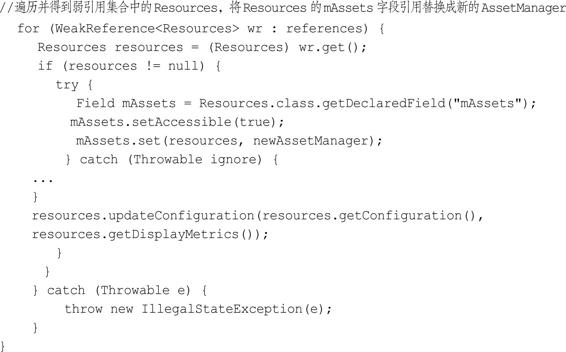 //遍历并得到弱引用集合中的Resources，将Resources 的mAssets 字段引用替换成新的AssetManager
for (WeakReference<Resources> wr : references) {
Resources resources = (Resources) wr.get();
if (resources != null) {
try {
Field mAssets = Resources.class.getDeclaredField("mAssets");
mAssets.setAccessible(true);
mAssets.set(resources, newAssetManager);
} catch (Throwable ignore) {
...
}
resources.updateConfiguration(resources.getConfiguration(),
resources.getDisplayMetrics());
}
}
} catch (Throwable e) {
throw new IllegalStateException(e);
}
}